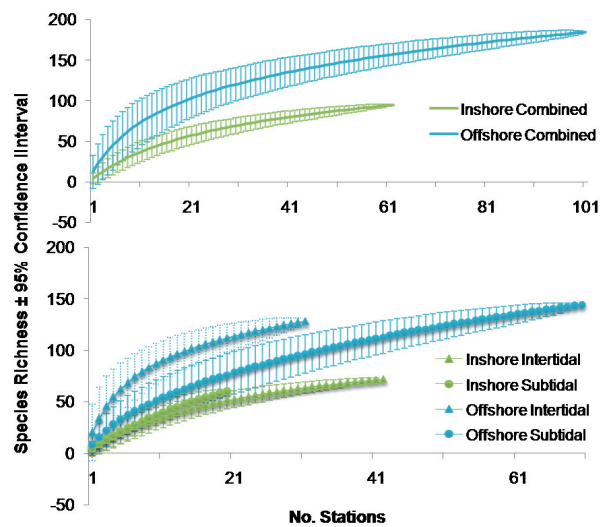 200
150
100
50
0
-50
1 21 41 61 81 101
Inshore Combined
Offshore Combined
Species Richness ± 95% Confidence IInterval
200
150
100
50
0
-50
1 21 41 61
Inshore Intertidal
Inshore Subtidal
Offshore Intertidal
Offshore Subtidal
No. Stations